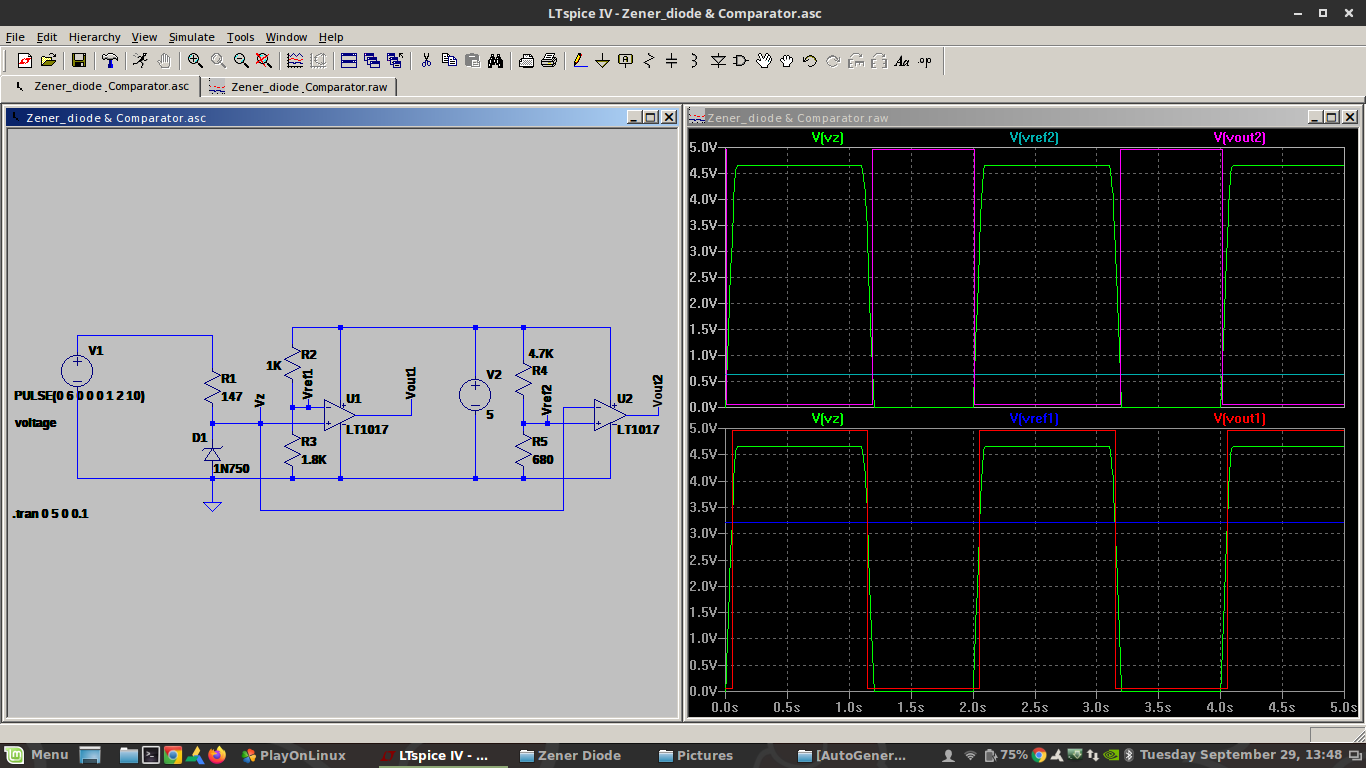 LTspice IV - Zener_diode & Comparator.asc
File Edit Hierarchy View Simulate Tools Window Help
Aa .op
Zener_diode_Comparator.asc Zener_diode_Comparator.raw
Zener_diode & Comparator.asc
V1
PULSE(0 6 0 0 0 1 2 10)
voltage
R1
147
Vz
D1
1N750
.tran 0 5 0 0.1
R2
1K
Vref1
U1
LT1017
R3
1.8K
Vout1
V2
5
4.7K
R4
Vref2
R5
680
U2
LT1017
Vout2
Zener_diode & Comparator.raw
V(vz) V(vref2) V(vout2)
5.0V
4.5V
4.0V
3.5V
3.0V
2.5V
2.0V
1.5V
1.0V
0.5V
0.0V
V(vz) V(vref1) V(vout1)
5.0V
4.5V
4.0V
3.5V
3.0V
2.5V
2.0V
1.5V
1.0V
0.5V
0.0V
0.0s 0.5s 1.0s 1.5s 2.0s 2.5s 3.0s 3.5s 4.0s 4.5s 5.0s
Menu PlayOnLinux LTspice IV - ... Zener Diode Pictures [AutoGener... 75% Tuesday September 29, 13:48